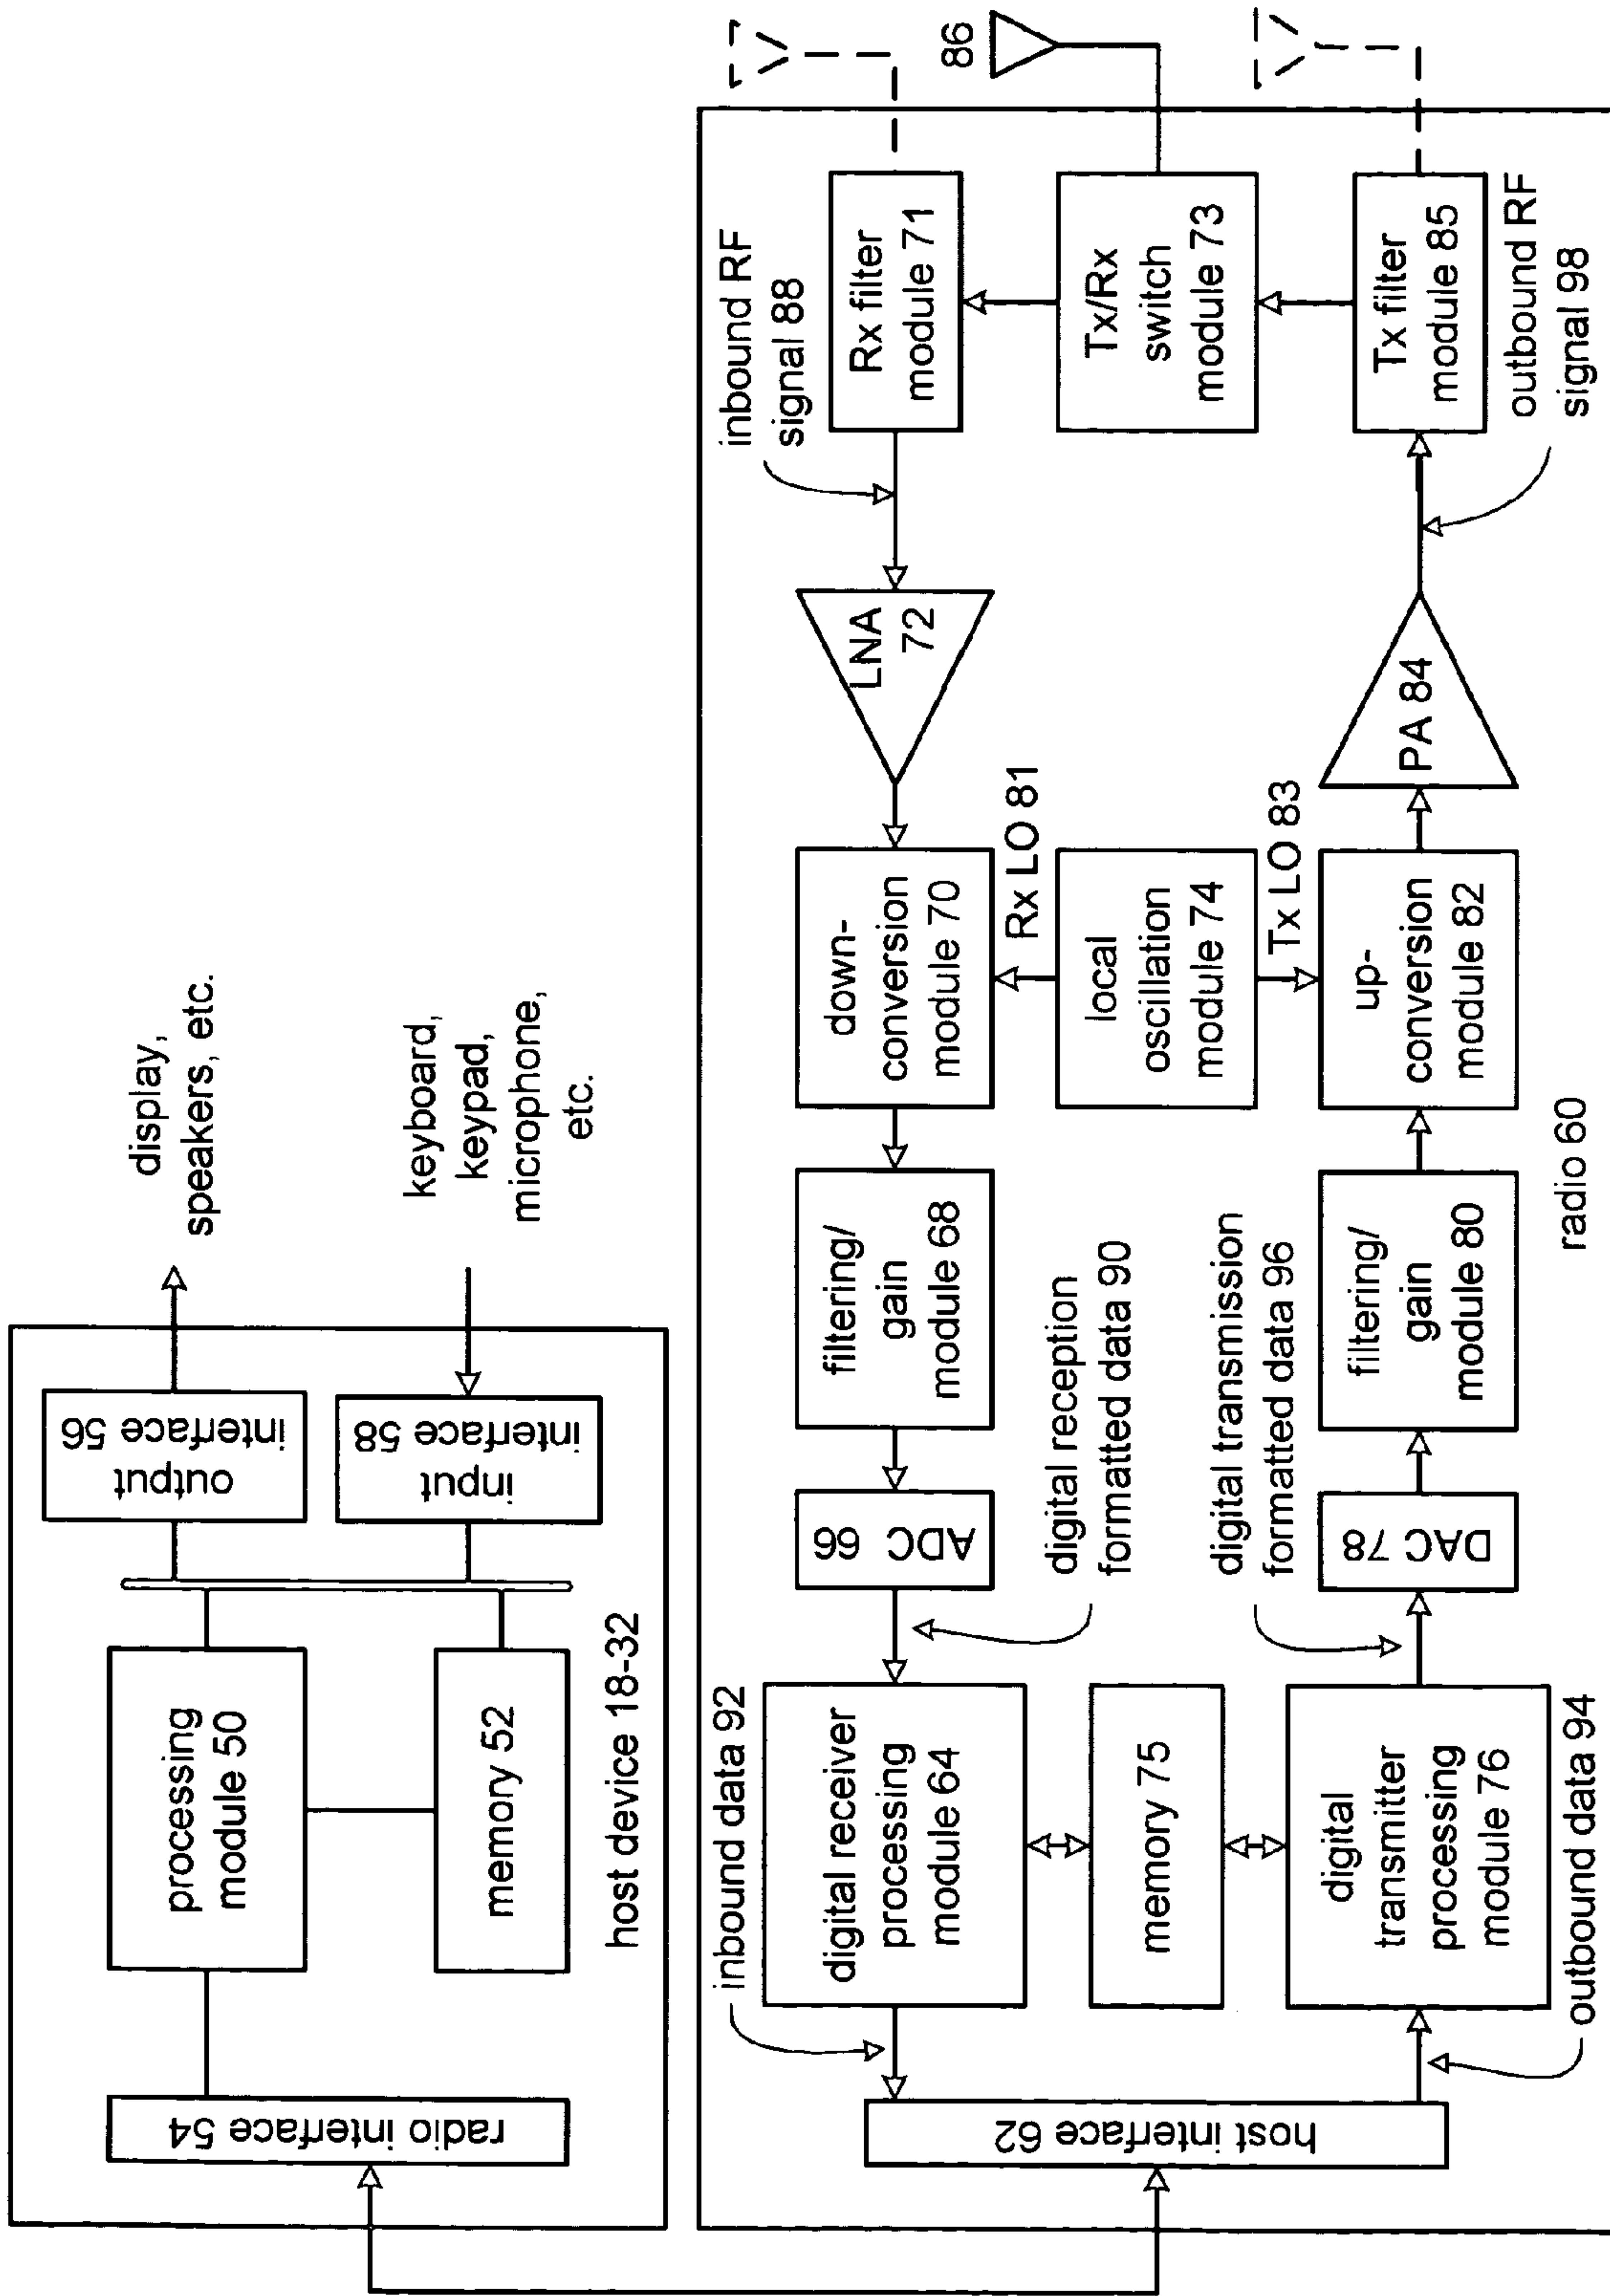 radio interface 54
processing
module 50
memory 52
output
interface 56
input
interface 58
display,
speakers, etc.
keyboard,
keypad,
microphone,
etc.
host device 18-32
host interface 62
inbound data 92
digital receiver
processing
module 64
memory 75
digital
transmitter
processing
module 76
outbound data 94
ADC 66
digital reception
formatted data 90
digital transmission
formatted data 96
DAC 78
filtering/
gain
module 68
filtering/
gain
module 80
down-
conversion
module 70
Rx LO 81
local
oscillation
module 74
Tx LO 83
up-
conversion
module 82
radio 60
LNA
72
PA 84
inbound RF
signal 88
Rx filter
module 71
Tx/Rx
switch
module 73
Tx filter
module 85
outbound RF
signal 98
86